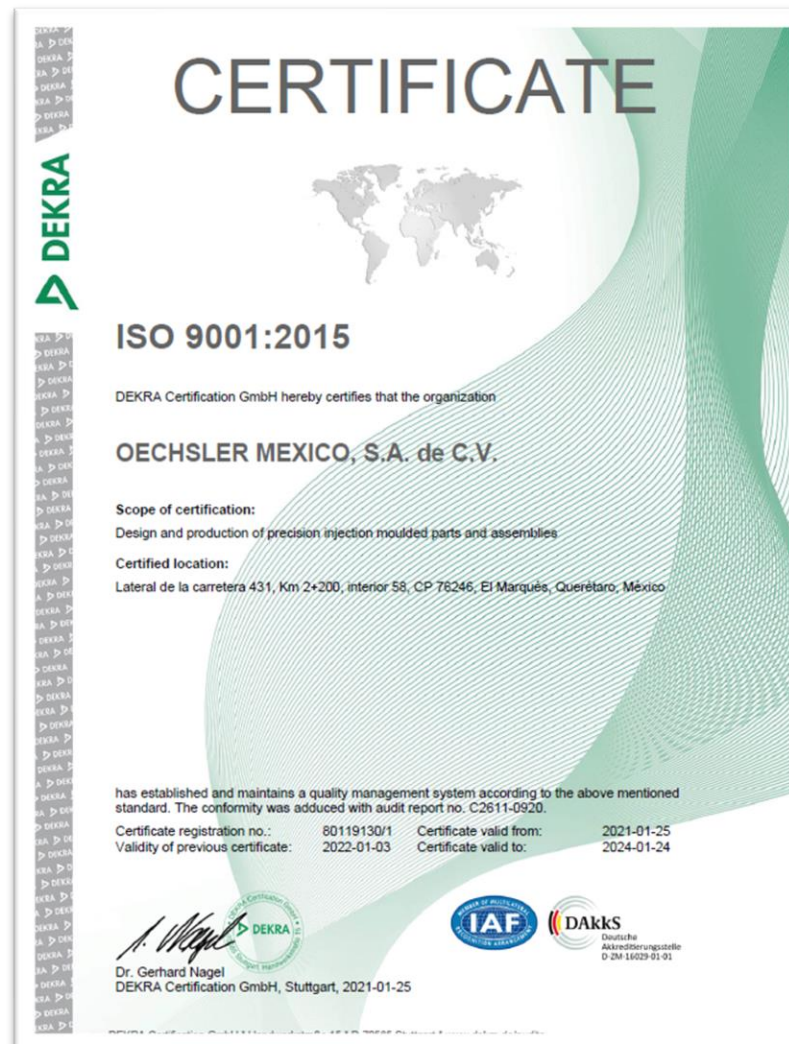 CERTIFICATE
DEKRA
ISO 9001:2015
DEKRA Certification GmbH hereby certifies that the organization
OECHSLER MEXICO, S.A. de C.V.
Scope of certification:
Design and production of precision injection moulded parts and assemblies
Certified location:
Lateral de la carretera 431, Km 2+200, interior 58, CP 76246, El Marqués, Querétaro, México
has established and maintains a quality management system according to the above mentioned
standard. The conformity was adduced with audit report no. C2611-0920.
Certificate registration no.: 80119130/1 Certificate valid from: 2021-01-25
Validity of previous certificate: 2022-01-03 Certificate valid to: 2024-01-24
DEKRA
IAF
DAkkS
Deutsche
Akkreditierungsstelle
D-ZM-16029-01-01
Dr. Gerhard Nagel
DEKRA Certification GmbH, Stuttgart, 2021-01-25